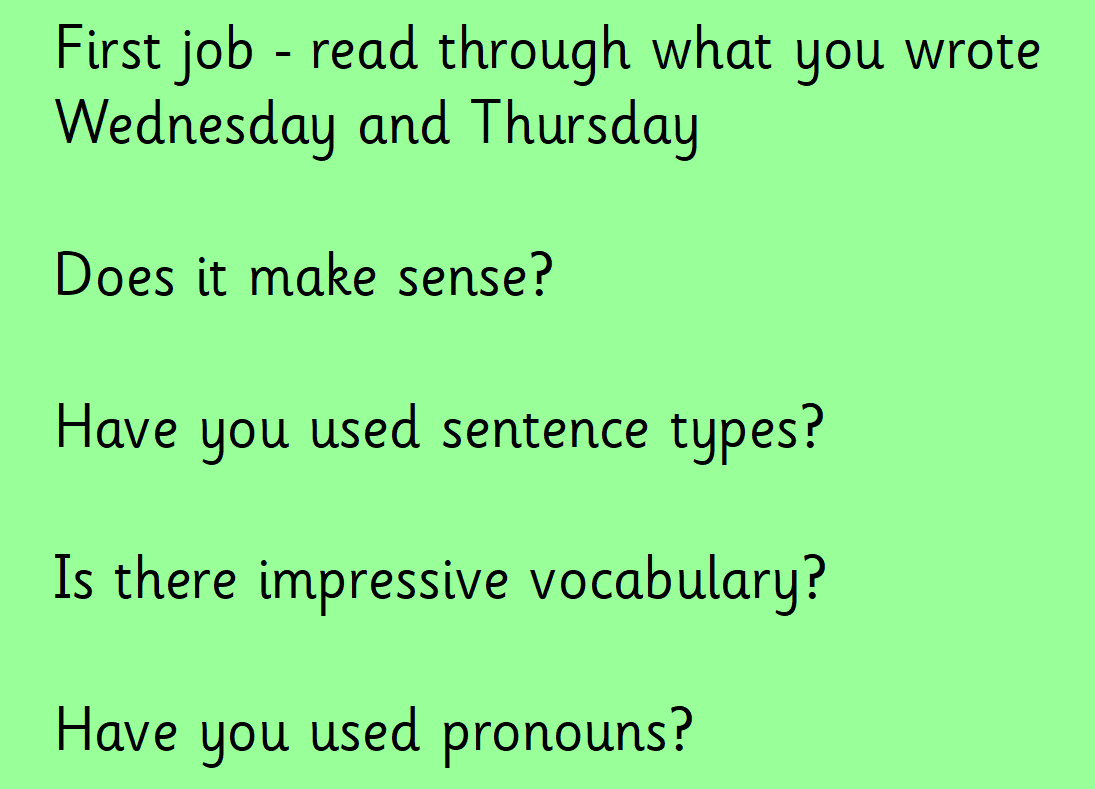 First job - read through what you wrote
Wednesday and Thursday
Does it make sense?
Have you used sentence types?
Is there impressive vocabulary?
Have you used pronouns?